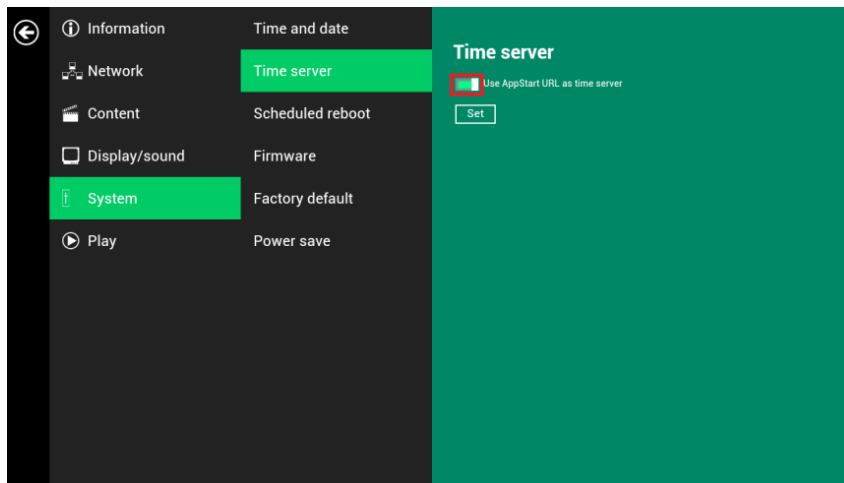 Information
Network
Content
Display/sound
System
Play
Time and date
Time server
Scheduled reboot
Firmware
Factory default
Power save
Time server
Use AppStart URL as time server
Set